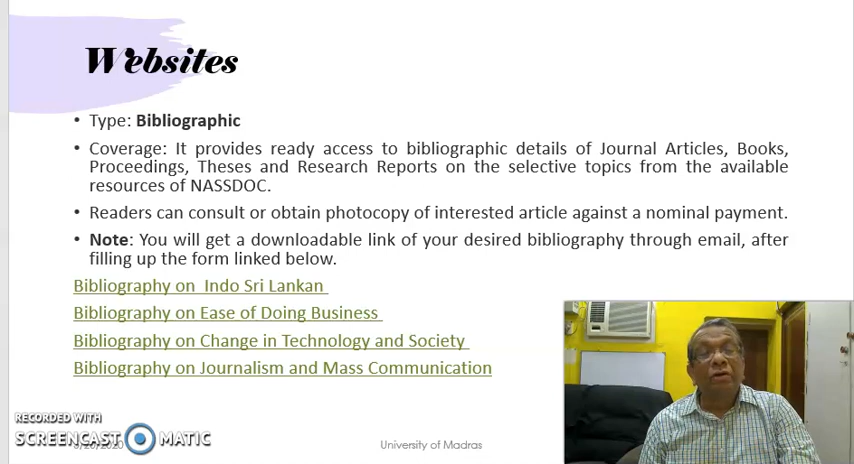 Websites
• Type: Bibliographic
• Coverage: It provides ready access to bibliographic details of Journal Articles, Books,
Proceedings, Theses and Research Reports on the selective topics from the available
resources of NASSDOC.
• Readers can consult or obtain photocopy of interested article against a nominal payment.
• Note: You will get a downloadable link of your desired bibliography through email, after
filling up the form linked below.
Bibliography on Indo Sri Lankan
Bibliography on Ease of Doing Business
Bibliography on Change in Technology and Society
Bibliography on Journalism and Mass Communication
RECORDED WITH
SCREENCAST MATIC
University of Madras